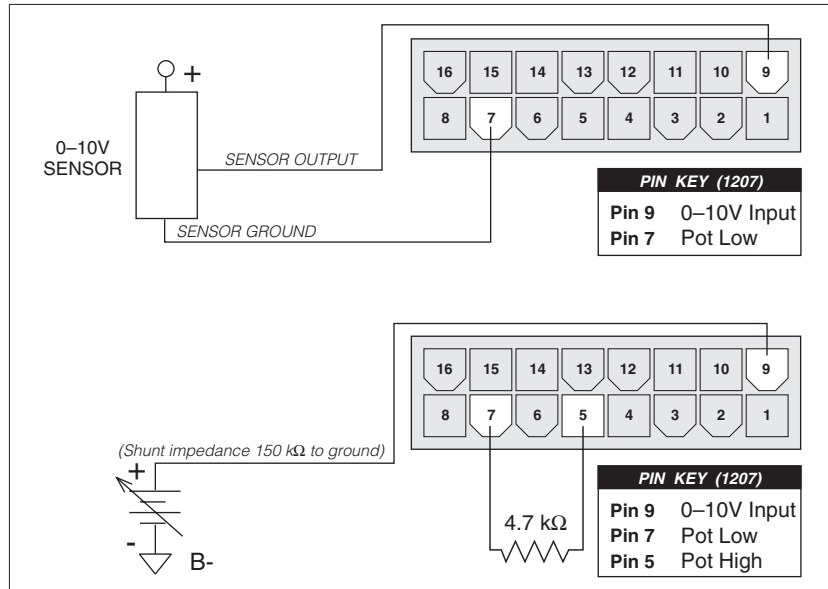 16 15 14 13 12 11 10 9
8 7 6 5 4 3 2 1
+
0–10V
SENSOR
SENSOR OUTPUT
SENSOR GROUND
PIN KEY (1207)
Pin 9 0–10V Input
Pin 7 Pot Low
16 15 14 13 12 11 10 9
8 7 6 5 4 3 2 1
(Shunt impedance 150 kΩ to ground)
+
-
B-
4.7 kΩ
PIN KEY (1207)
Pin 9 0–10V Input
Pin 7 Pot Low
Pin 5 Pot High